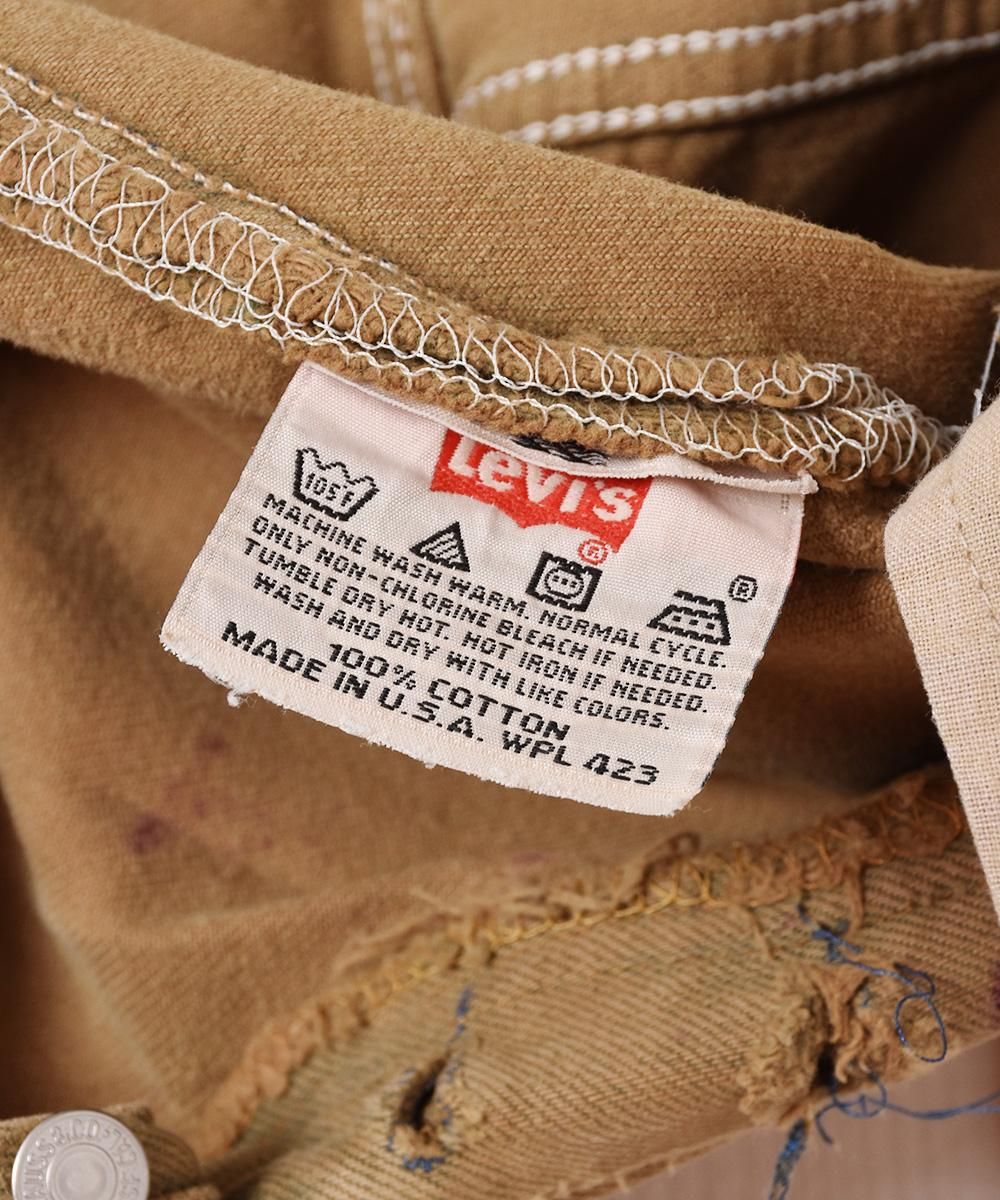 Levi's
®
105F
®
MACHINE WASH WARM. NORMAL CYCLE.
ONLY NON-CHLORINE BLEACH IF NEEDED.
TUMBLE DRY HOT. HOT IRON IF NEEDED.
WASH AND DRY WITH LIKE COLORS.
100% COTTON
MADE IN U.S.A. WPL 423